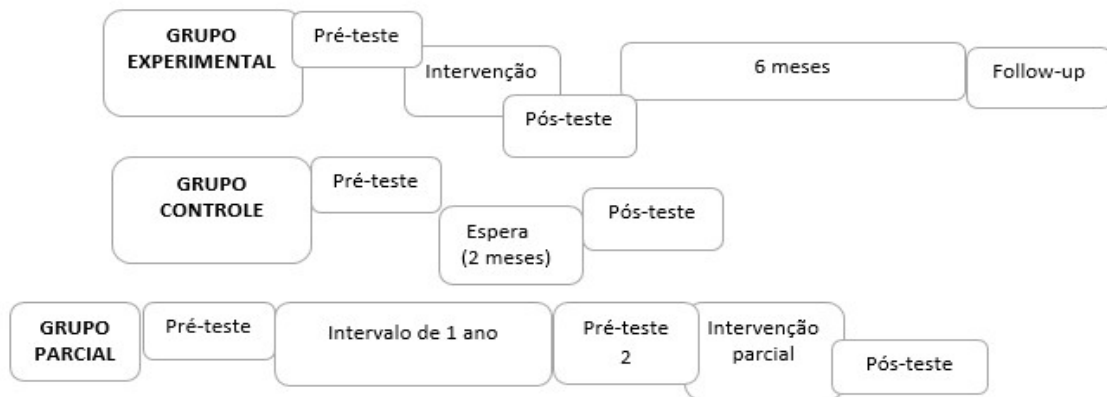 GRUPO
EXPERIMENTAL
Pré-teste
Intervenção
Pós-teste
6 meses
Follow-up
GRUPO
CONTROLE
Pré-teste
Espera
(2 meses)
Pós-teste
GRUPO
PARCIAL
Pré-teste
Intervalo de 1 ano
Pré-teste
2
Intervenção
parcial
Pós-teste